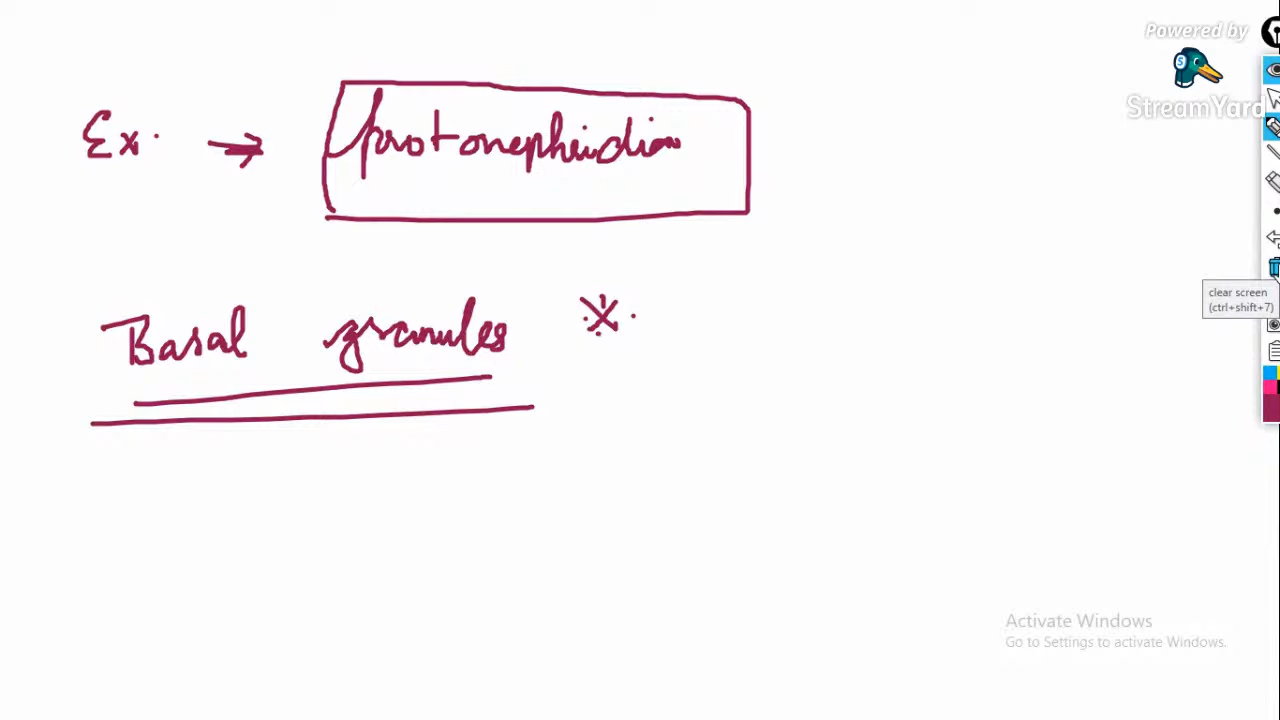 Powered by
StreamYard
Ex. → protonephridia
clear screen
(ctrl+shift+7)
Basal granules ※
Activate Windows
Go to Settings to activate Windows.